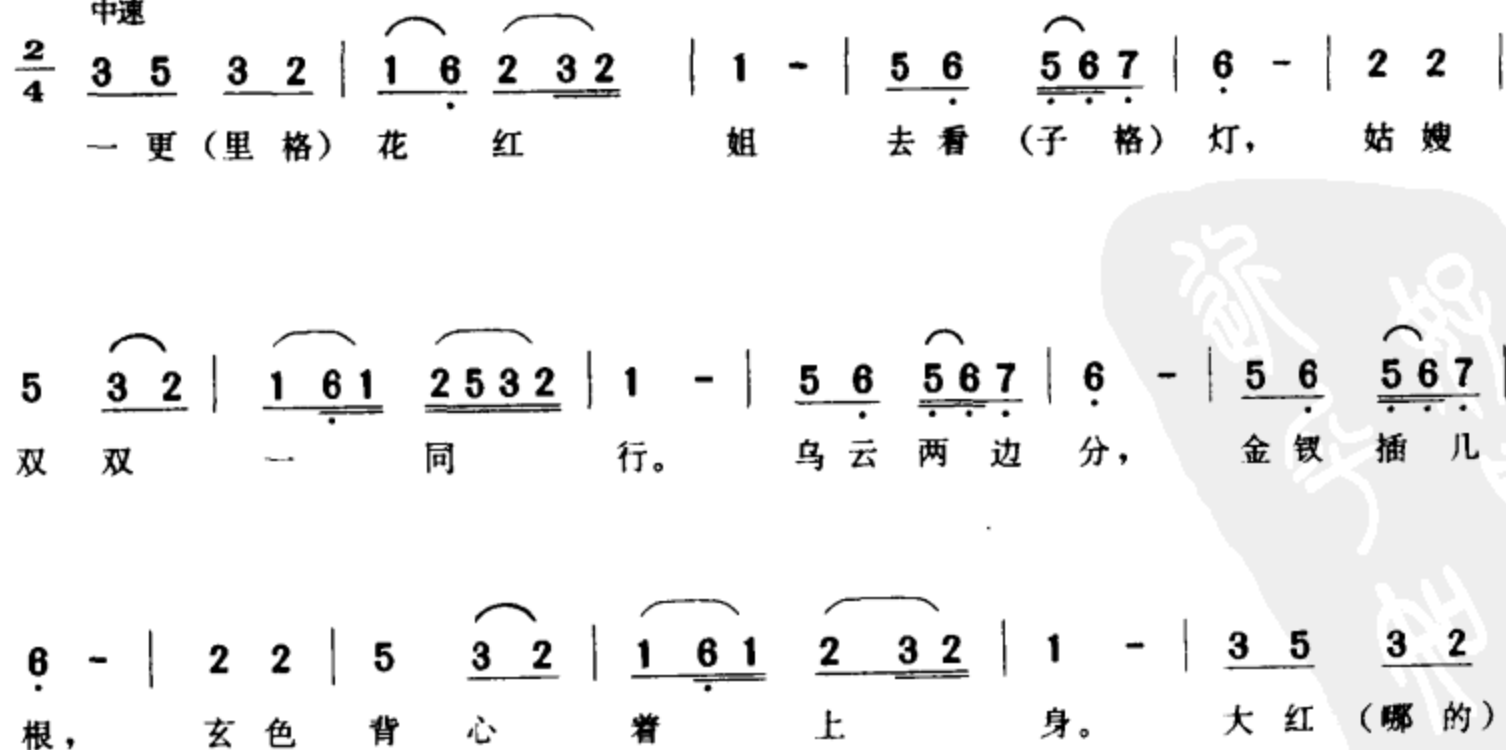 中速
2/4 3 5 3 2 | 1 6 2 3 2 | 1 - | 5 6 5 6 7 | 6 - | 2 2 |
一 更 （里 格） 花 红 姐 去 看 （子 格） 灯， 姑 嫂
5 3 2 | 1 6 1 2 5 3 2 | 1 - | 5 6 5 6 7 | 6 - | 5 6 5 6 7 |
双 双 一 同 行。 乌 云 两 边 分， 金 钗 插 几
6 - | 2 2 | 5 3 2 | 1 6 1 2 3 2 | 1 - | 3 5 3 2
根， 玄 色 背 心 着 上 身。 大 红 （哪 的）